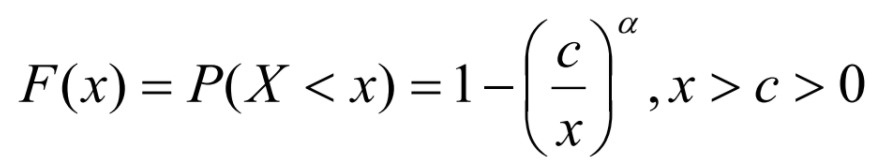 F(x) = P(X < x) = 1 − (c/x)^α , x > c > 0